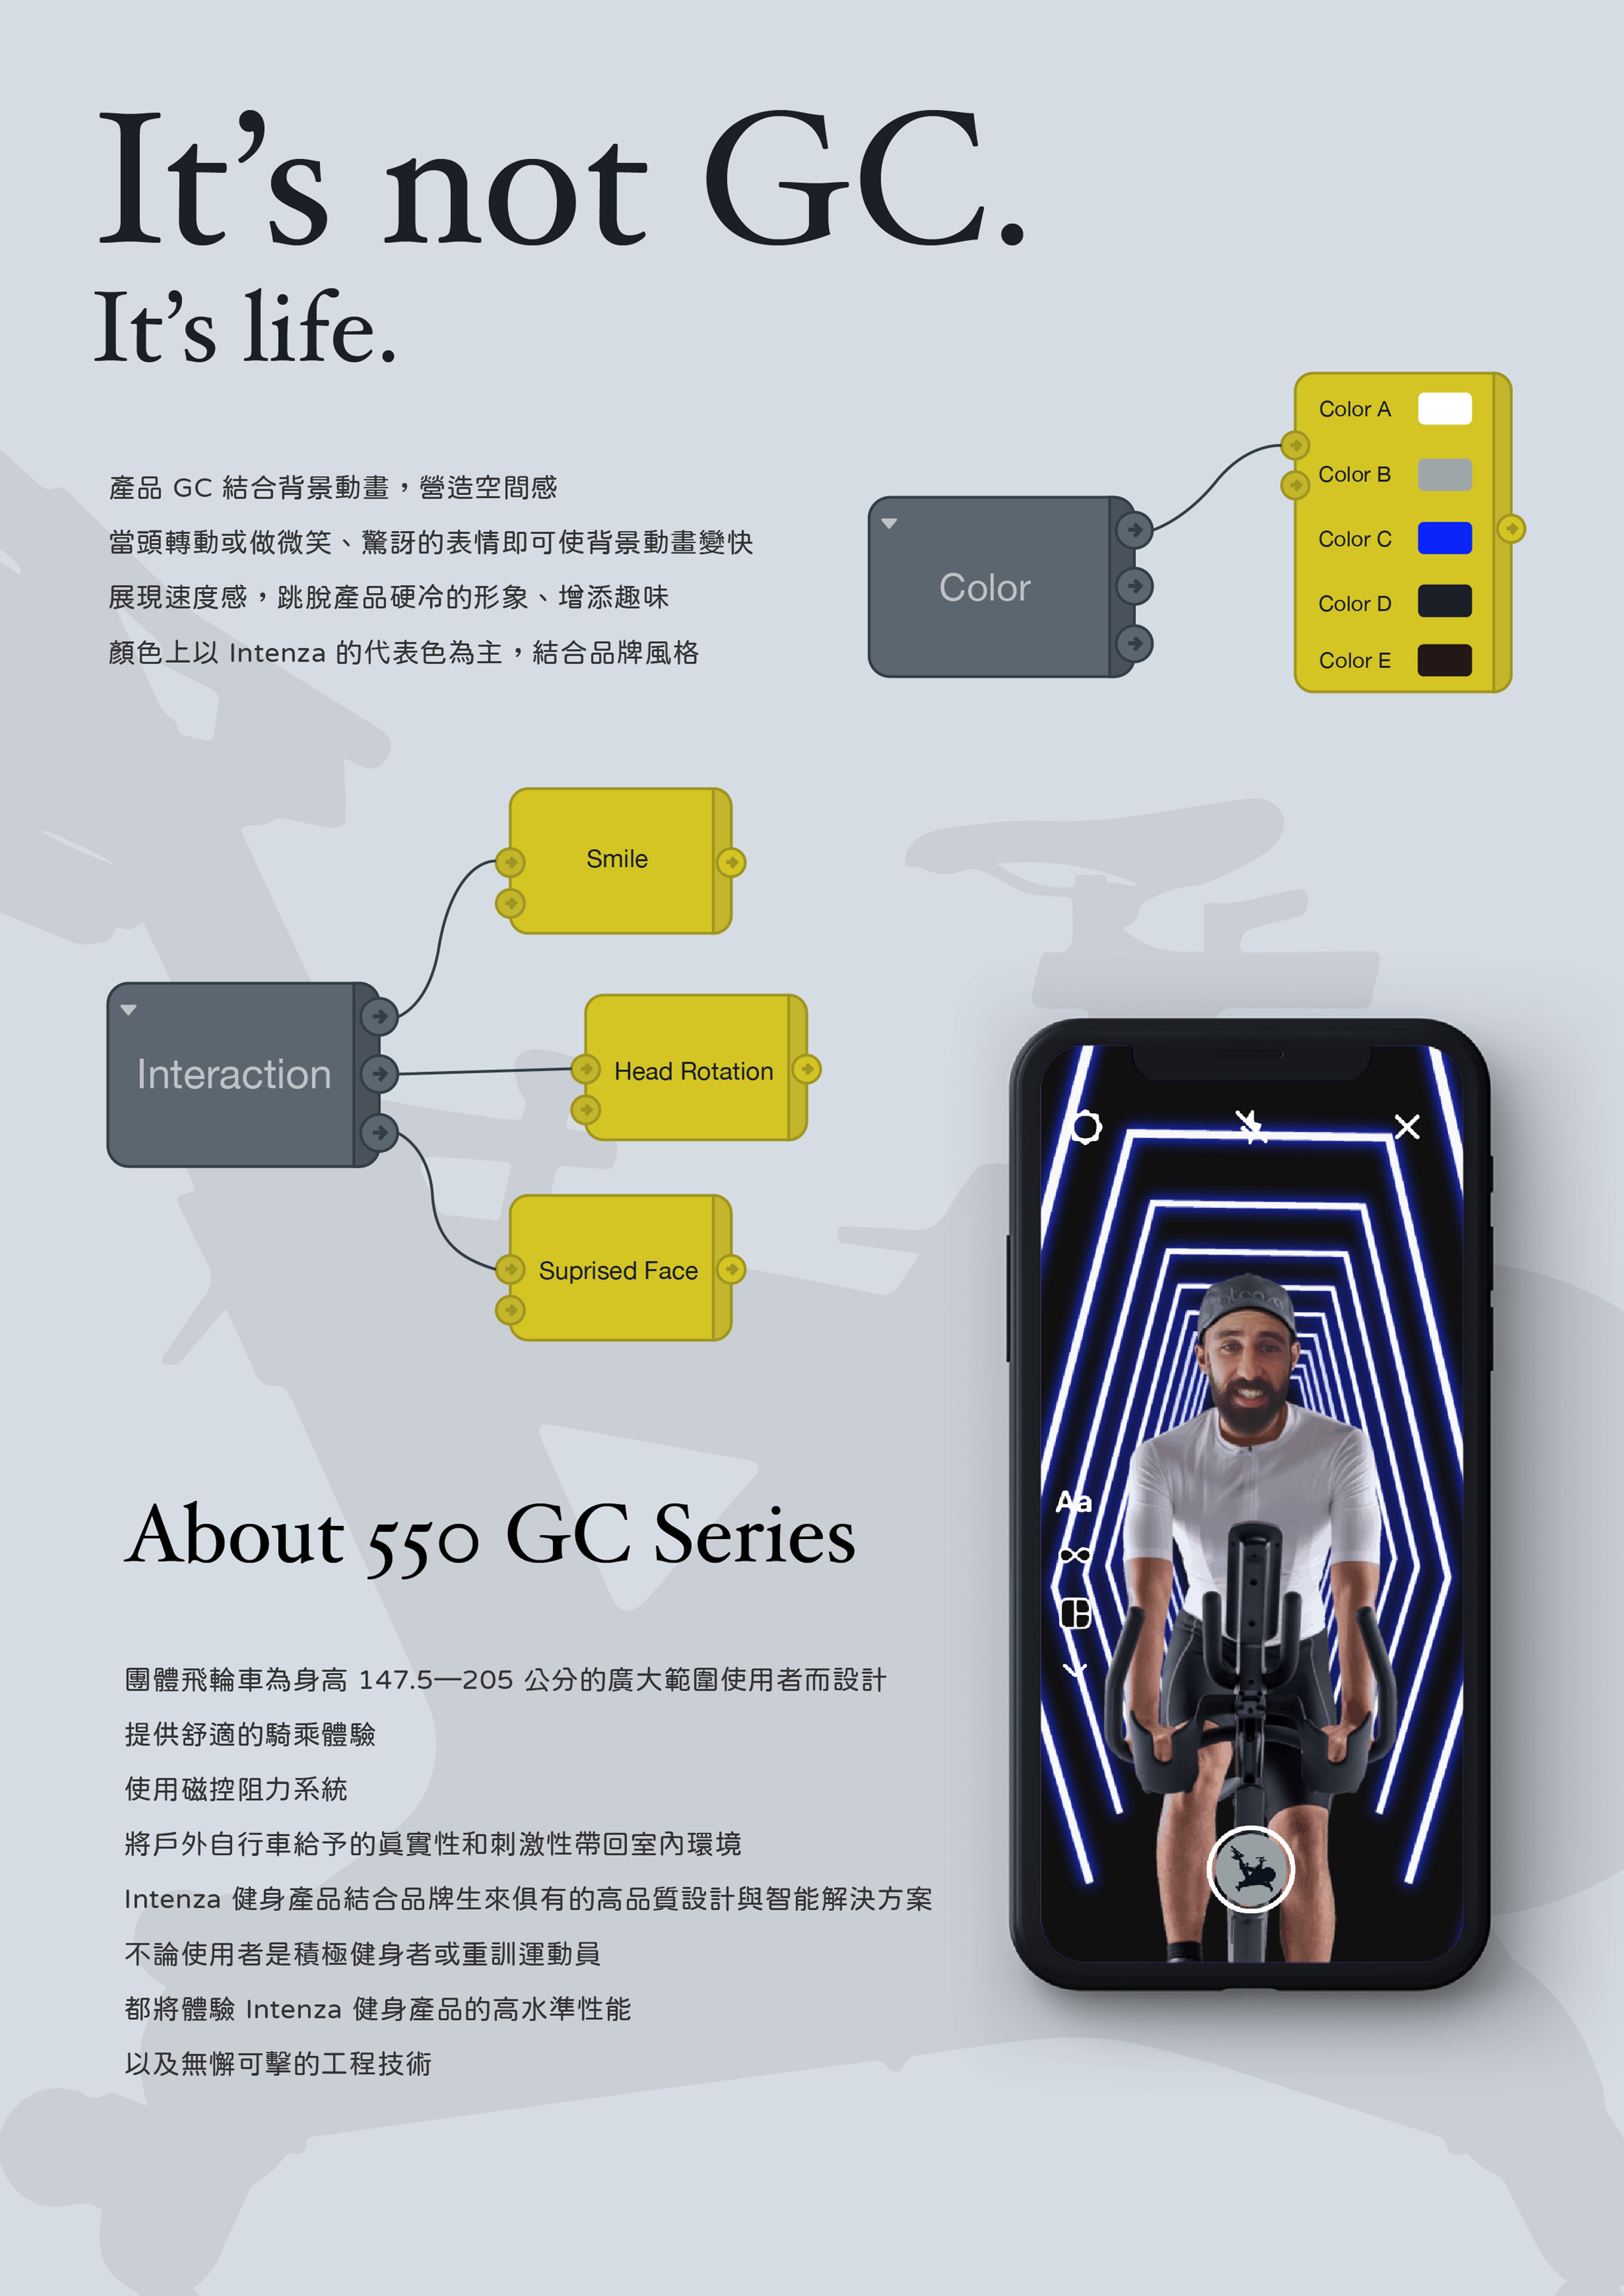 It’s not GC.
It’s life.
產品 GC 結合背景動畫，營造空間感
當頭轉動或做微笑、驚訝的表情即可使背景動畫變快
展現速度感，跳脫產品硬冷的形象、增添趣味
顏色上以 Intenza 的代表色為主，結合品牌風格
Color
Color A
Color B
Color C
Color D
Color E
Interaction
Smile
Head Rotation
Suprised Face
Aa
About 550 GC Series
團體飛輪車為身高 147.5—205 公分的廣大範圍使用者而設計
提供舒適的騎乘體驗
使用磁控阻力系統
將戶外自行車給予的真實性和刺激性帶回室內環境
Intenza 健身產品結合品牌生來俱有的高品質設計與智能解決方案
不論使用者是積極健身者或重訓運動員
都將體驗 Intenza 健身產品的高水準性能
以及無懈可擊的工程技術